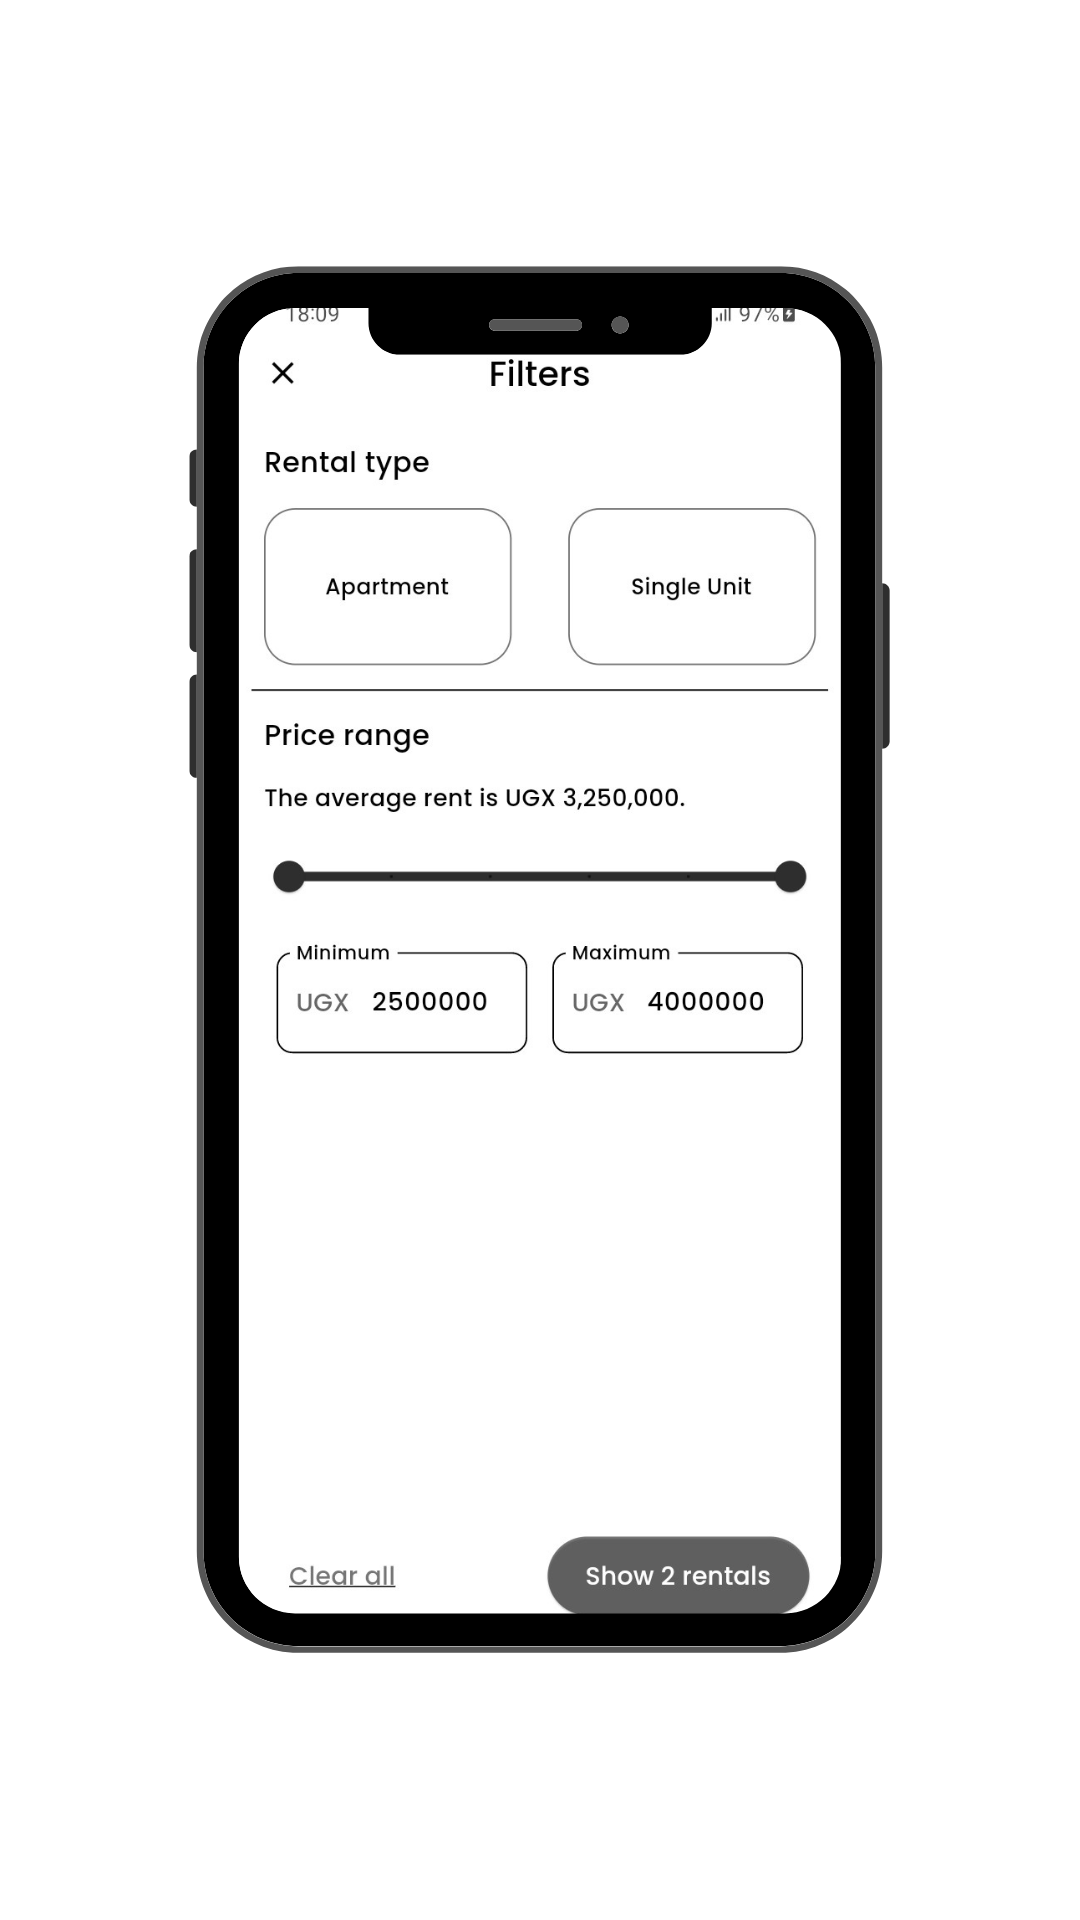 18:09 97%
Filters
Rental type
Apartment Single Unit
Price range
The average rent is UGX 3,250,000.
Minimum Maximum
UGX 2500000 UGX 4000000
Clear all Show 2 rentals